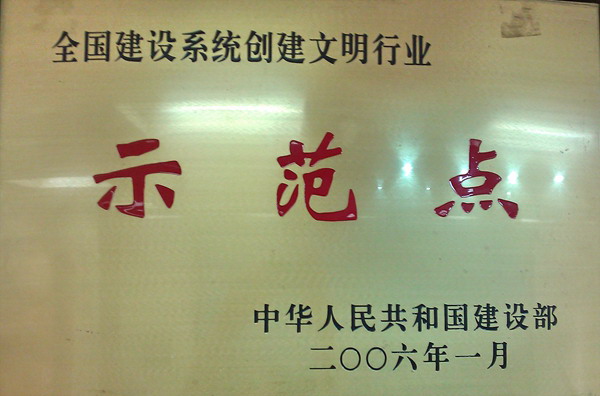 全国建设系统创建文明行业
示范点
中华人民共和国建设部
二〇〇六年一月